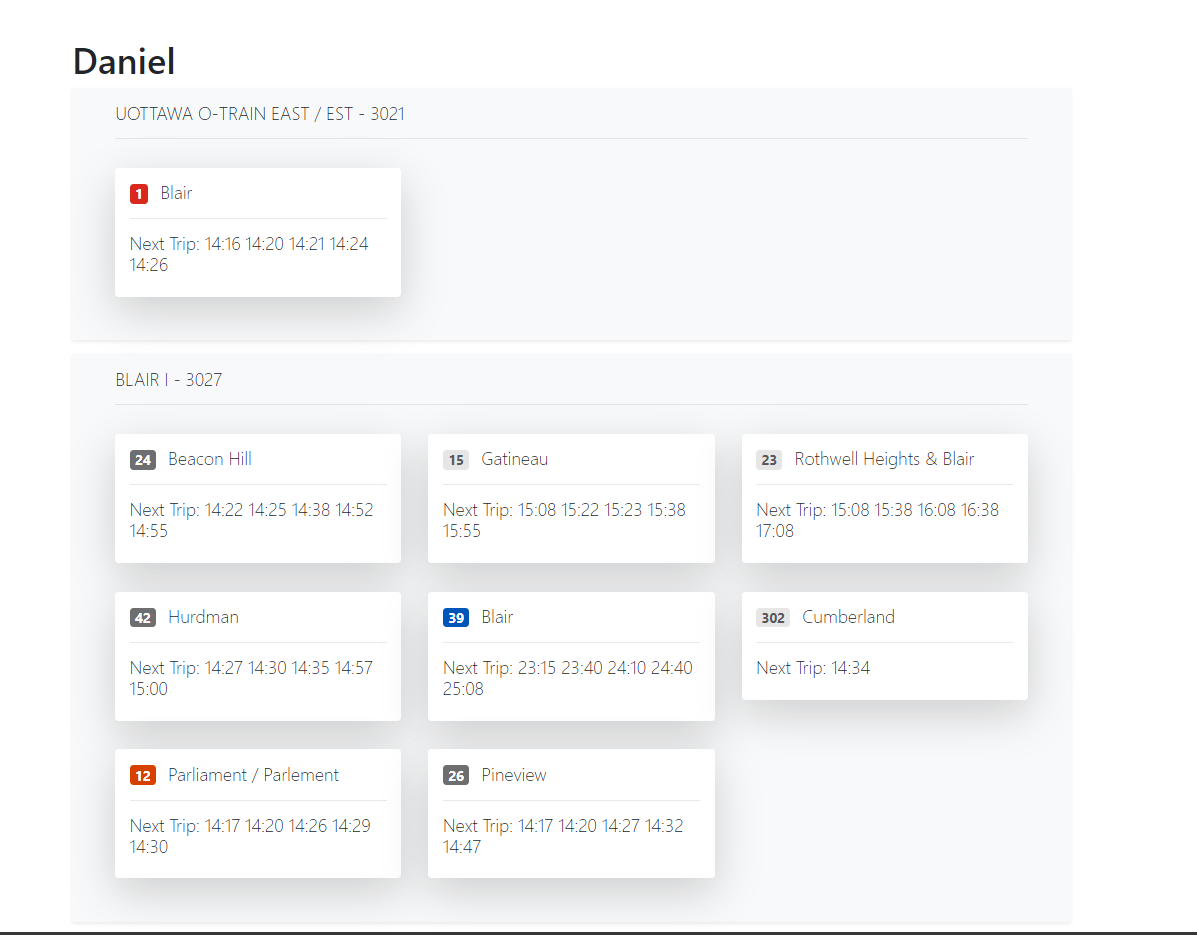 Daniel
UOTTAWA O-TRAIN EAST / EST - 3021
1 Blair
Next Trip: 14:16 14:20 14:21 14:24
14:26
BLAIR I - 3027
24 Beacon Hill
Next Trip: 14:22 14:25 14:38 14:52
14:55
15 Gatineau
Next Trip: 15:08 15:22 15:23 15:38
15:55
23 Rothwell Heights & Blair
Next Trip: 15:08 15:38 16:08 16:38
17:08
42 Hurdman
Next Trip: 14:27 14:30 14:35 14:57
15:00
39 Blair
Next Trip: 23:15 23:40 24:10 24:40
25:08
302 Cumberland
Next Trip: 14:34
12 Parliament / Parlement
Next Trip: 14:17 14:20 14:26 14:29
14:30
26 Pineview
Next Trip: 14:17 14:20 14:27 14:32
14:47